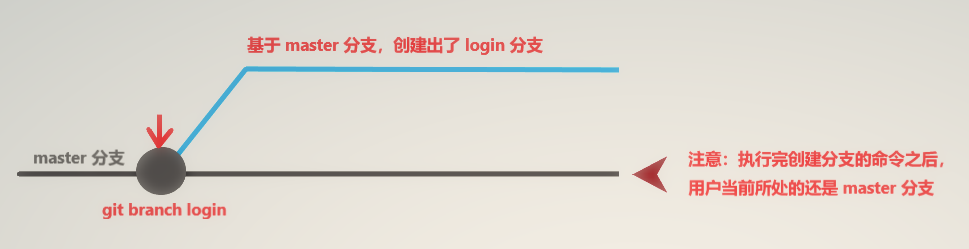 基于 master 分支，创建出了 login 分支
master 分支
git branch login
注意：执行完创建分支的命令之后，
用户当前所处的还是 master 分支